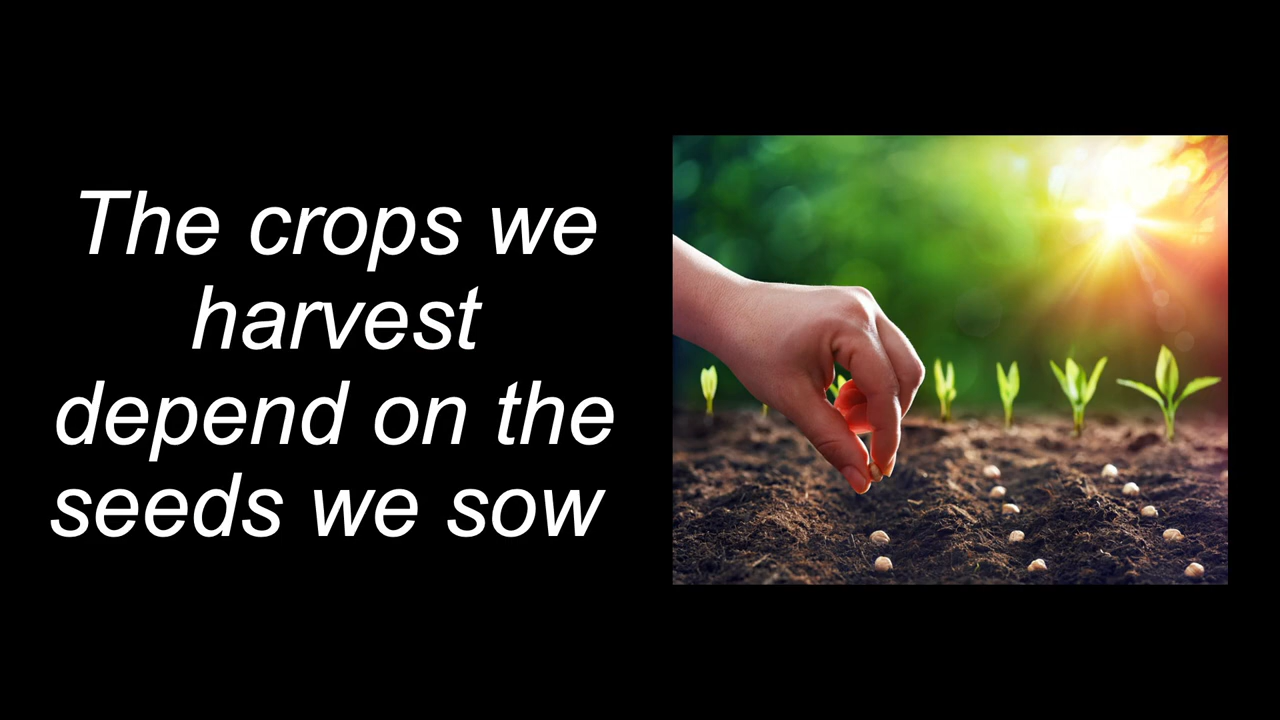 The crops we
harvest
depend on the
seeds we sow